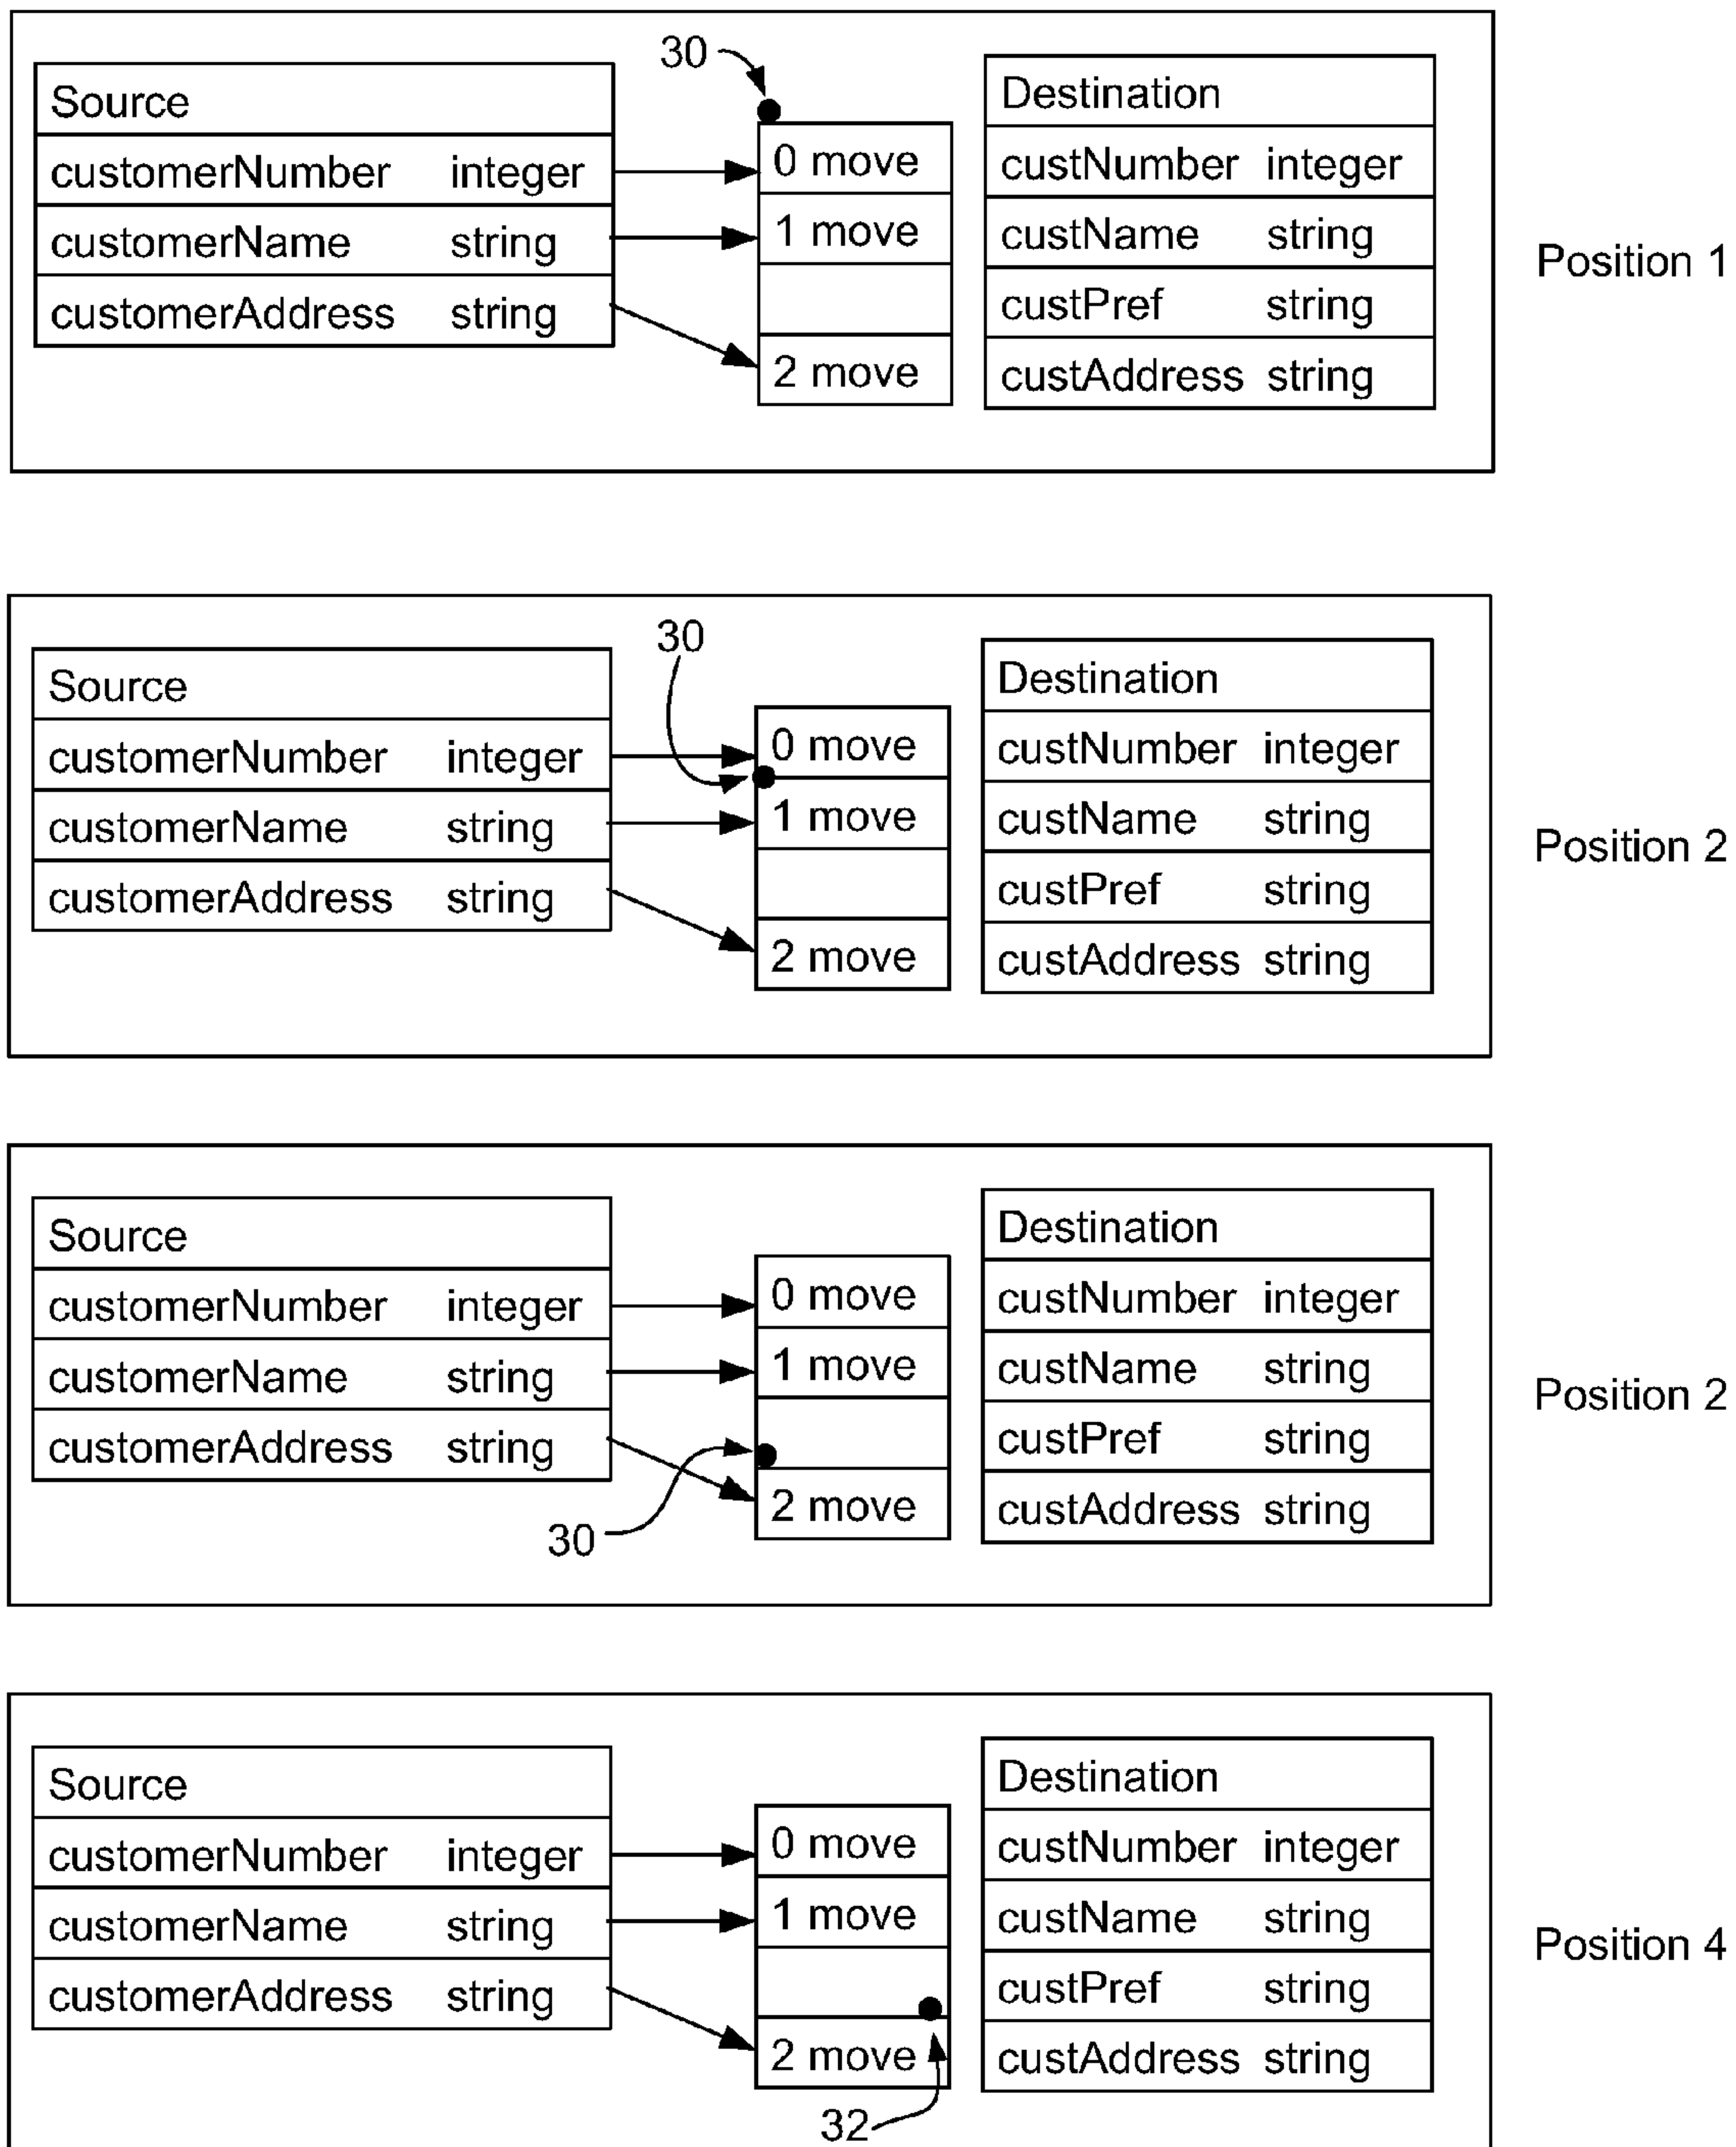 30
Source
customerNumber integer
customerName string
customerAddress string
0 move
1 move
2 move
Destination
custNumber integer
custName string
custPref string
custAddress string
Position 1
30
Source
customerNumber integer
customerName string
customerAddress string
0 move
1 move
2 move
Destination
custNumber integer
custName string
custPref string
custAddress string
Position 2
Source
customerNumber integer
customerName string
customerAddress string
30
0 move
1 move
2 move
Destination
custNumber integer
custName string
custPref string
custAddress string
Position 2
Source
customerNumber integer
customerName string
customerAddress string
0 move
1 move
2 move
32
Destination
custNumber integer
custName string
custPref string
custAddress string
Position 4